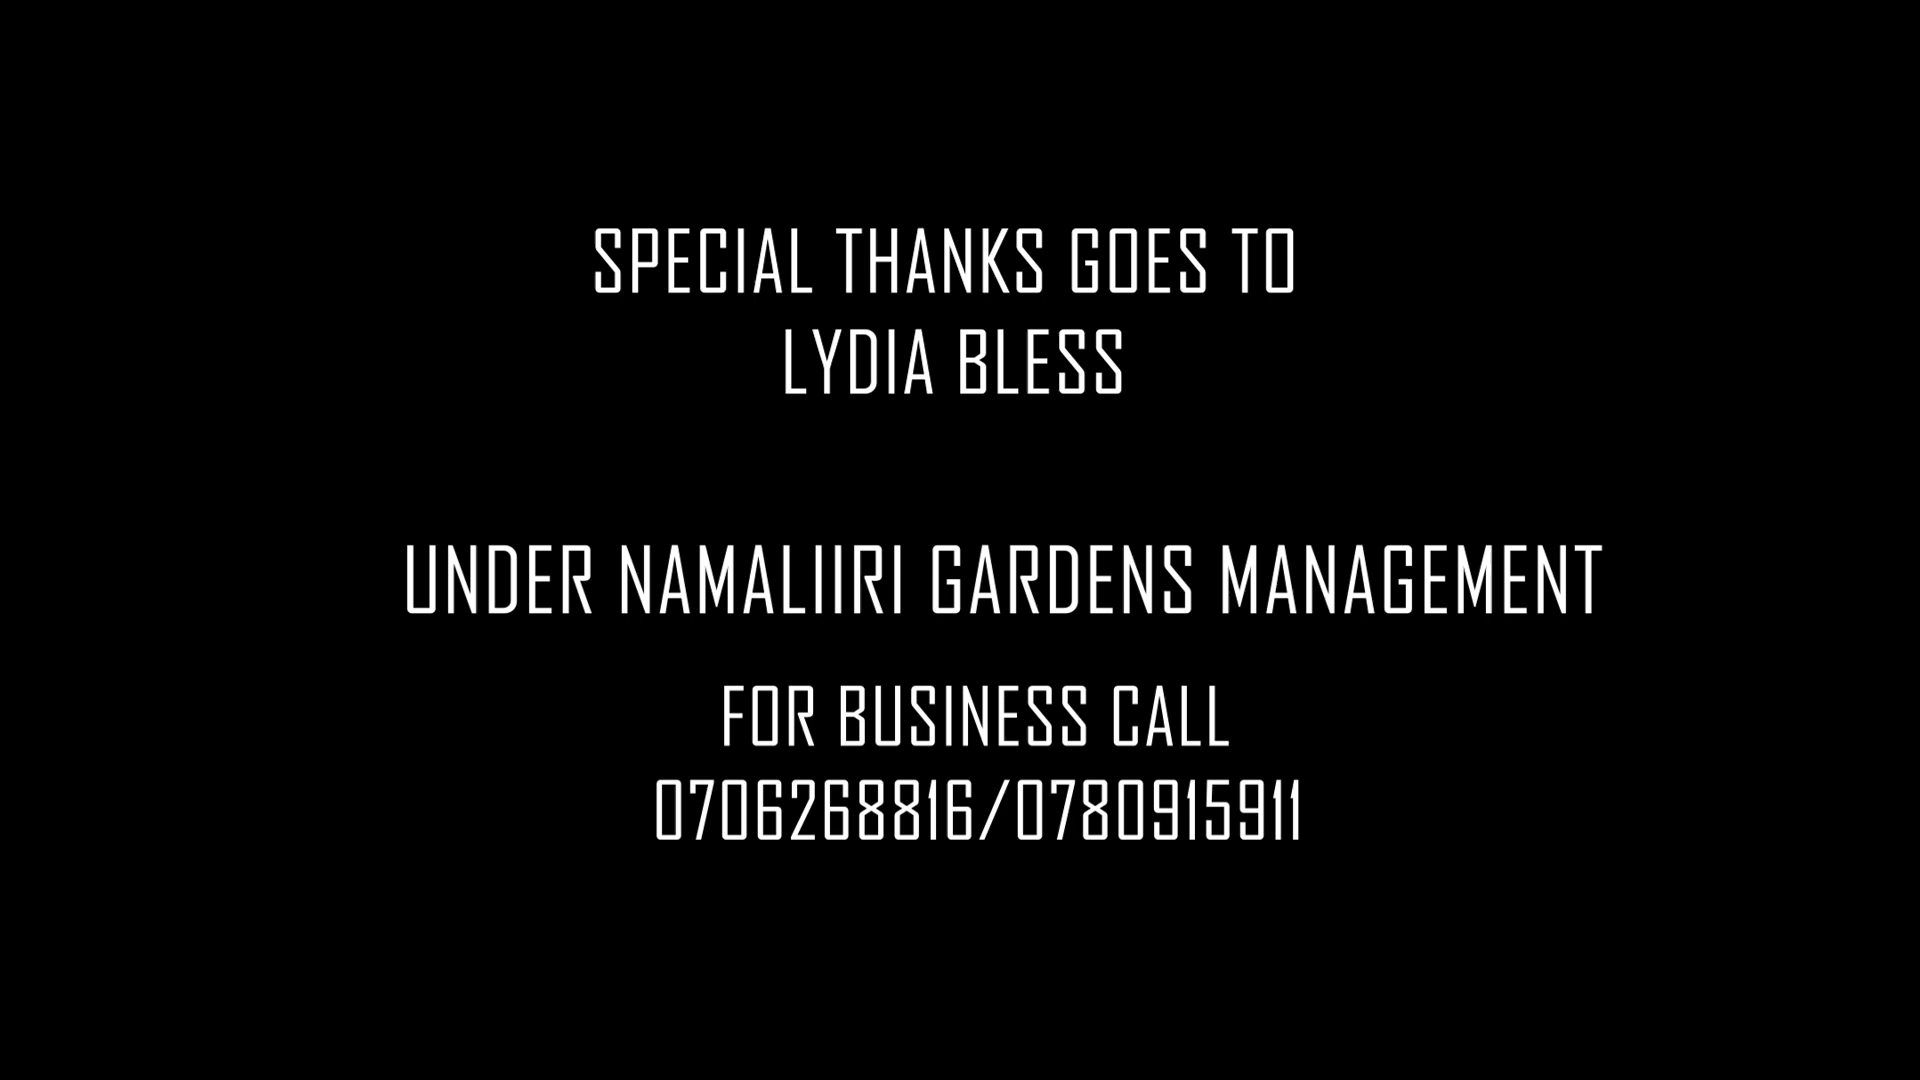 SPECIAL THANKS GOES TO
LYDIA BLESS
UNDER NAMALIIRI GARDENS MANAGEMENT
FOR BUSINESS CALL
0706268816/0780915911